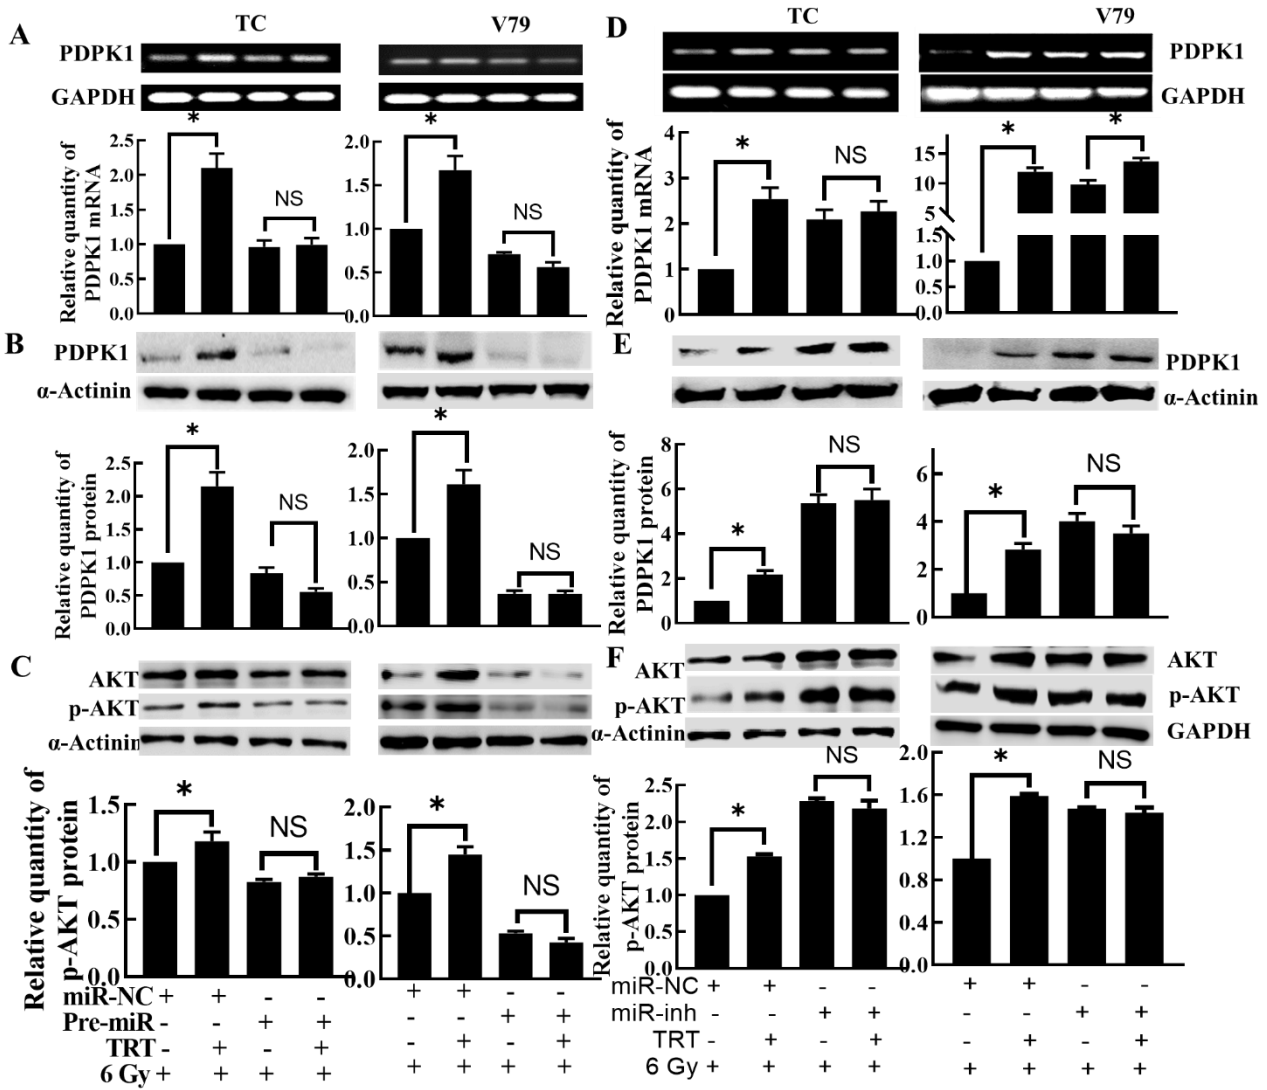 A
TC
V79
PDPK1
GAPDH
*
*
NS
NS
Relative quantity of
PDPK1 mRNA
2.5
2.0
1.5
1.0
0.5
0.0
2.0
1.5
1.0
0.5
0.0
B
PDPK1
α-Actinin
*
*
NS
NS
Relative quantity of
PDPK1 protein
2.5
2.0
1.5
1.0
0.5
0.0
2.0
1.5
1.0
0.5
0.0
C
AKT
p-AKT
α-Actinin
*
*
NS
NS
Relative quantity of
p-AKT protein
1.5
1.0
0.5
0.0
2.0
1.5
1.0
0.5
0
miR-NC + + - - + + - -
Pre-miR - - + + - - + +
TRT - + - + - + - +
6 Gy + + + + + + + +
D
TC
V79
PDPK1
GAPDH
*
NS
*
*
Relative quantity of
PDPK1 mRNA
4
3
2
1
0
15
10
5
1.5
1.0
0.5
0.0
E
PDPK1
α-Actinin
*
NS
*
NS
Relative quantity of
PDPK1 protein
8
6
4
2
0
6
4
2
0
F
AKT
p-AKT
α-Actinin
AKT
p-AKT
GAPDH
*
NS
*
NS
Relative quantity of
p-AKT protein
2.5
2.0
1.5
1.0
0.5
0.0
2.0
1.6
1.2
0.8
0.4
0.0
miR-NC + + - - + + - -
miR-inh - - + + - - + +
TRT - + - + - + - +
6 Gy + + + + + + + +